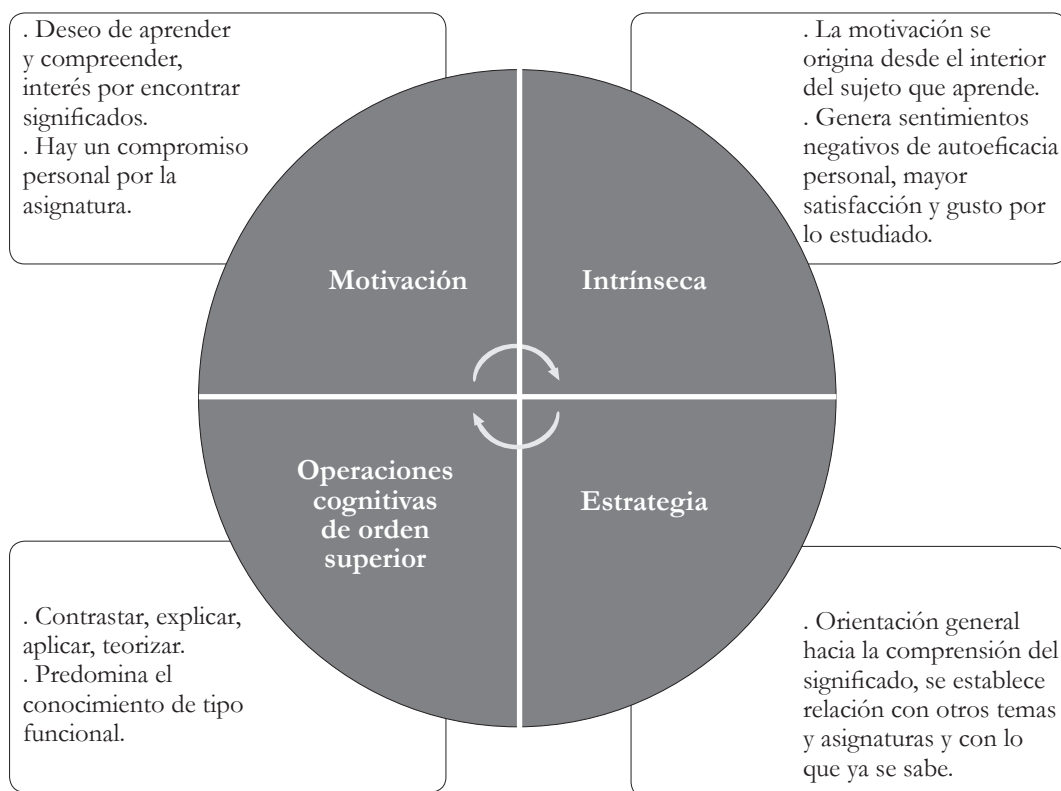 . Deseo de aprender
y compreender,
interés por encontrar
significados.
. Hay un compromiso
personal por la
asignatura.
. La motivación se
origina desde el interior
del sujeto que aprende.
. Genera sentimientos
negativos de autoeficacia
personal, mayor
satisfacción y gusto por
lo estudiado.
Motivación
Intrínseca
Operaciones
cognitivas
de orden
superior
Estrategia
. Contrastar, explicar,
aplicar, teorizar.
. Predomina el
conocimiento de tipo
funcional.
. Orientación general
hacia la comprensión del
significado, se establece
relación con otros temas
y asignaturas y con lo
que ya se sabe.